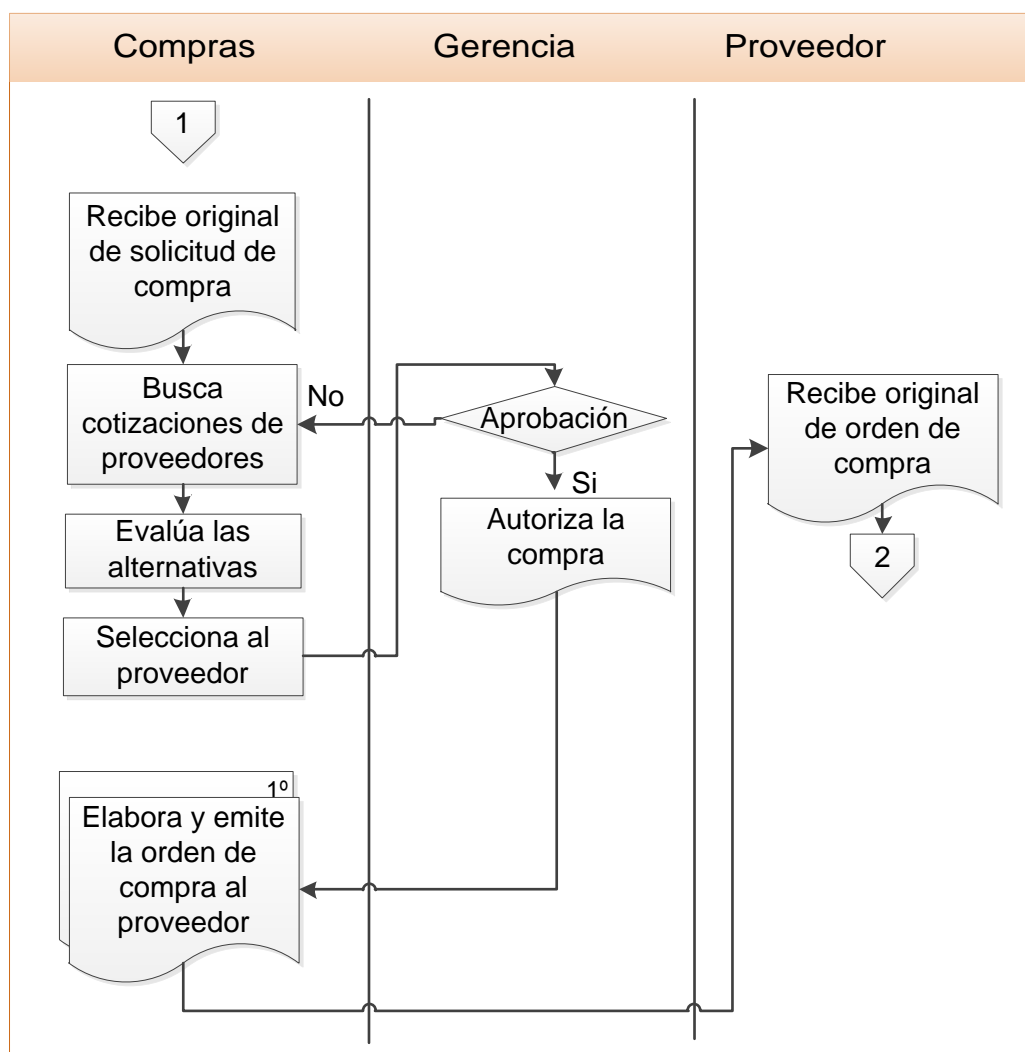 Compras
Gerencia
Proveedor
1
Recibe original
de solicitud de
compra
Busca
cotizaciones de
proveedores
Evalúa las
alternativas
Selecciona al
proveedor
No
Aprobación
Si
Autoriza la
compra
1º
Elabora y emite
la orden de
compra al
proveedor
Recibe original
de orden de
compra
2